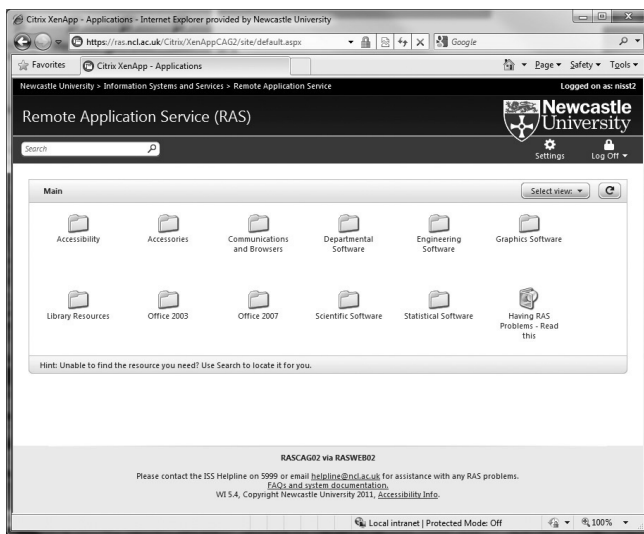 Citrix XenApp - Applications - Internet Explorer provided by Newcastle University
https://ras.ncl.ac.uk/Citrix/XenAppCAG2/site/default.aspx
Google
Favorites
Citrix XenApp - Applications
Page
Safety
Tools
Newcastle University > Information Systems and Services > Remote Application Service
Logged on as: nisst2
Remote Application Service (RAS)
Newcastle
University
Search
Settings
Log Off
Main
Select view:
Accessibility
Accessories
Communications
and Browsers
Departmental
Software
Engineering
Software
Graphics Software
Library Resources
Office 2003
Office 2007
Scientific Software
Statistical Software
Having RAS
Problems - Read
this
Hint: Unable to find the resource you need? Use Search to locate it for you.
RASCAG02 via RASWEB02
Please contact the ISS Helpline on 5999 or email helpline@ncl.ac.uk for assistance with any RAS problems.
FAQs and system documentation.
WI 5.4, Copyright Newcastle University 2011, Accessibility Info.
Local intranet | Protected Mode: Off
100%